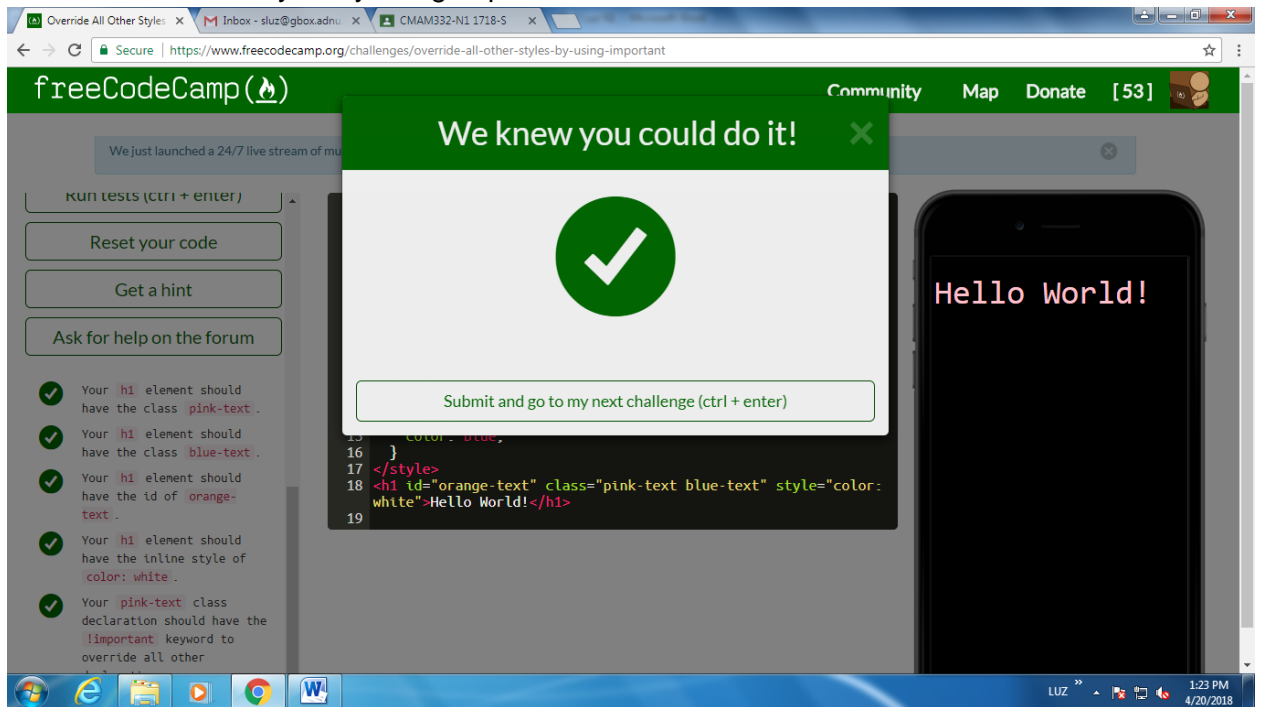 Override All Other Styles
Inbox - sluz@gbox.adnu
CMAM332-N1 1718-S
Secure | https://www.freecodecamp.org/challenges/override-all-other-styles-by-using-important
freeCodeCamp(🔥)
Community Map Donate [ 53 ]
We knew you could do it!
We just launched a 24/7 live stream of mu
Run tests (ctrl + enter)
Reset your code
Get a hint
Ask for help on the forum
Submit and go to my next challenge (ctrl + enter)
Hello World!
Your h1 element should
have the class pink-text .
Your h1 element should
have the class blue-text .
Your h1 element should
have the id of orange-
text .
Your h1 element should
have the inline style of
color: white .
Your pink-text class
declaration should have the
!important keyword to
override all other
15 color: blue;
16 }
17 </style>
18 <h1 id="orange-text" class="pink-text blue-text" style="color:
white">Hello World!</h1>
19
LUZ
1:23 PM
4/20/2018